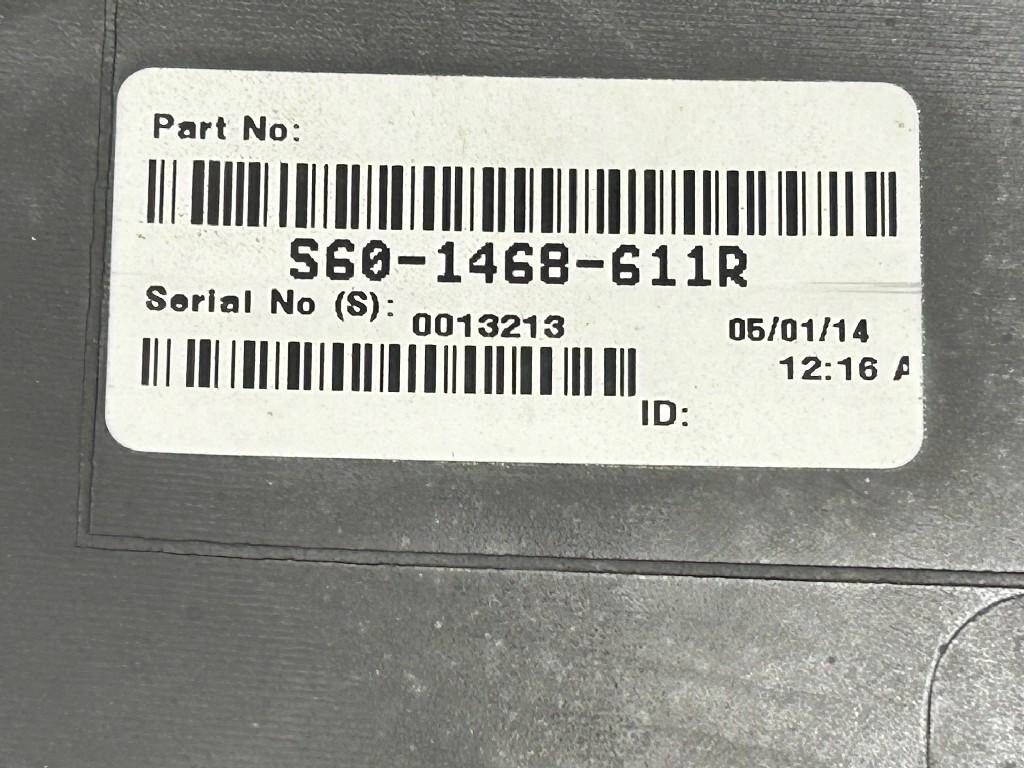 Part No:
S60-1468-611R
Serial No (S):
0013213
05/01/14
12:16 A
ID: